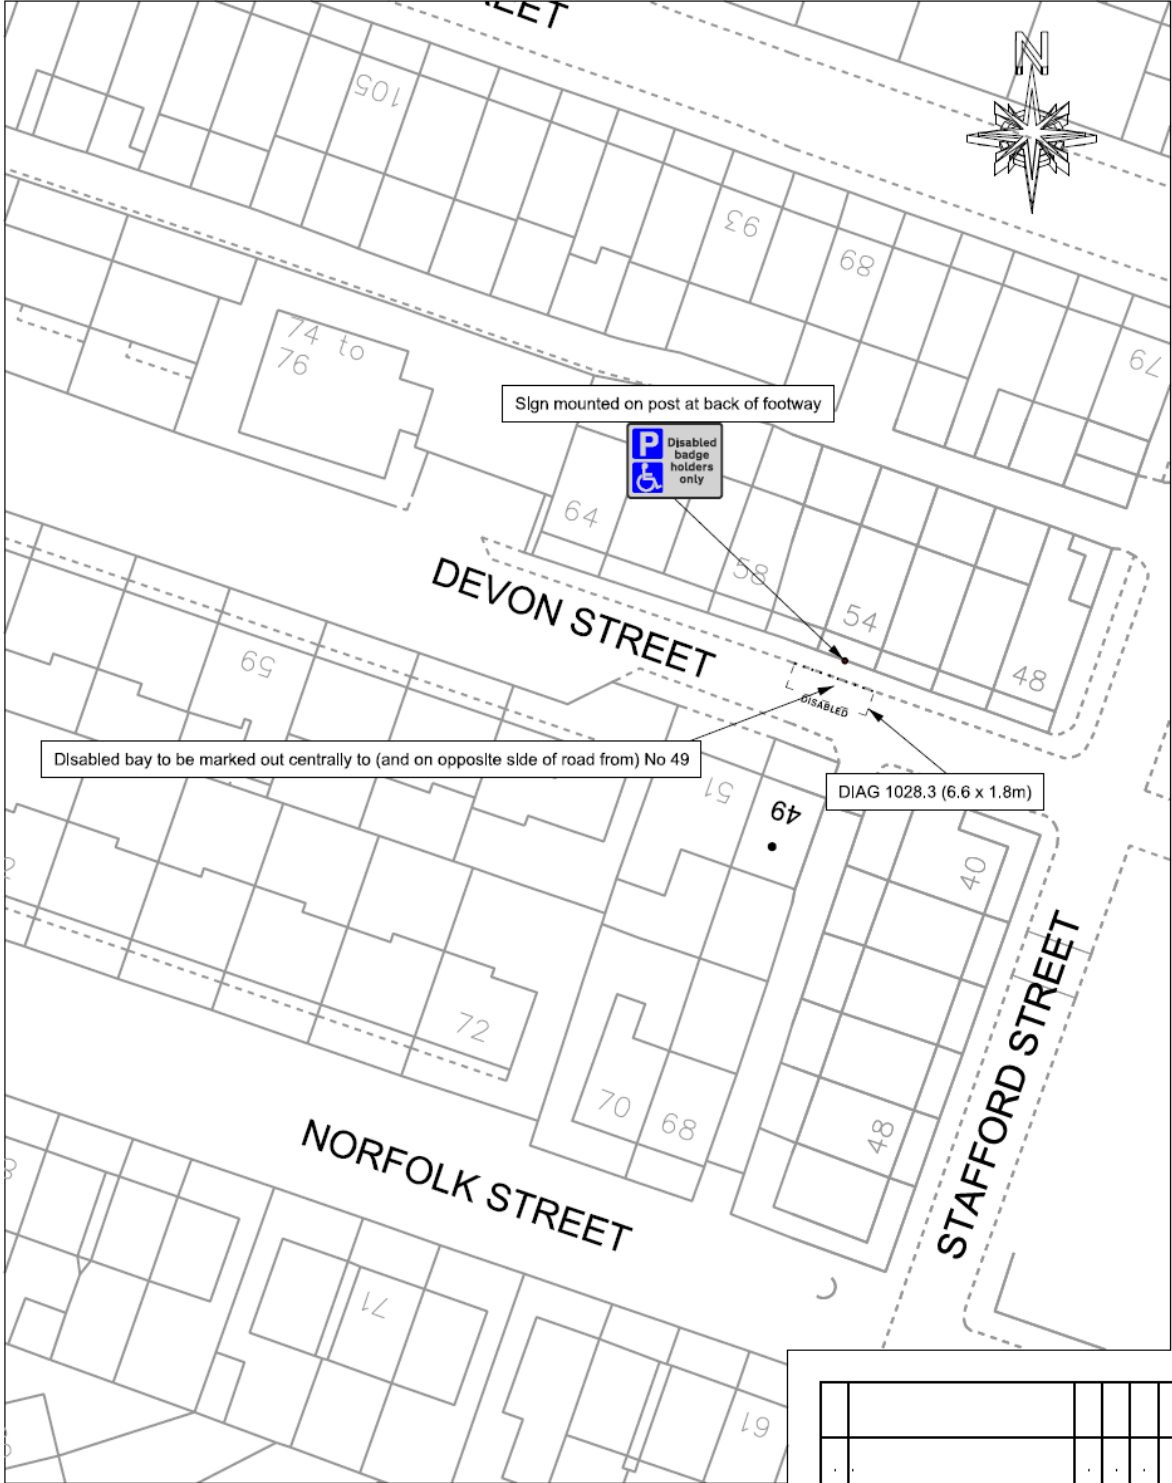 N
105
93
89
79
74 to
76
Sign mounted on post at back of footway
P Disabled
badge
holders
only
64
58
54
48
DEVON STREET
59
DISABLED
Disabled bay to be marked out centrally to (and on opposite side of road from) No 49
DIAG 1028.3 (6.6 x 1.8m)
51
49
40
72
70
68
48
NORFOLK STREET
STAFFORD STREET
71
61